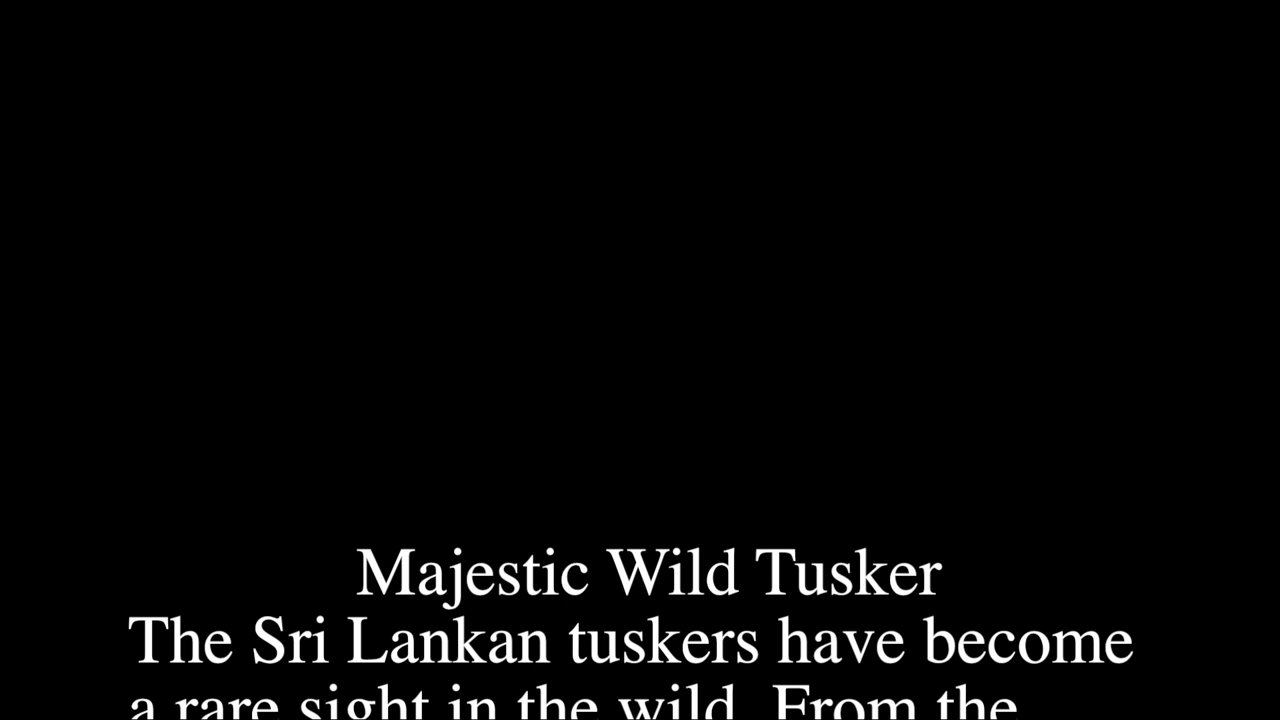 Majestic Wild Tusker
The Sri Lankan tuskers have become
a rare sight in the wild. From the